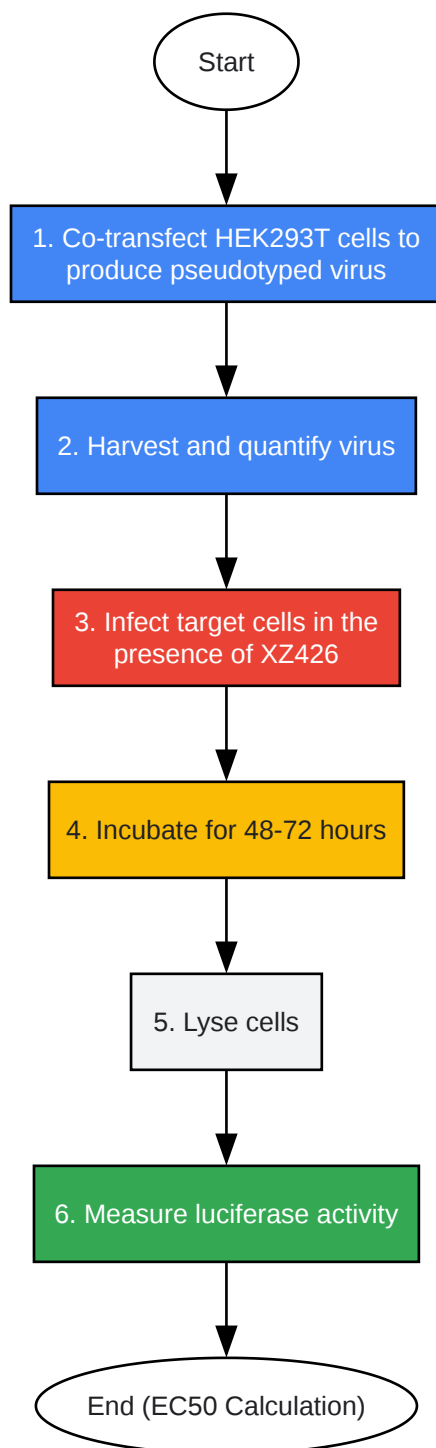 Start
1. Co-transfect HEK293T cells to
produce pseudotyped virus
2. Harvest and quantify virus
3. Infect target cells in the
presence of XZ426
4. Incubate for 48-72 hours
5. Lyse cells
6. Measure luciferase activity
End (EC50 Calculation)